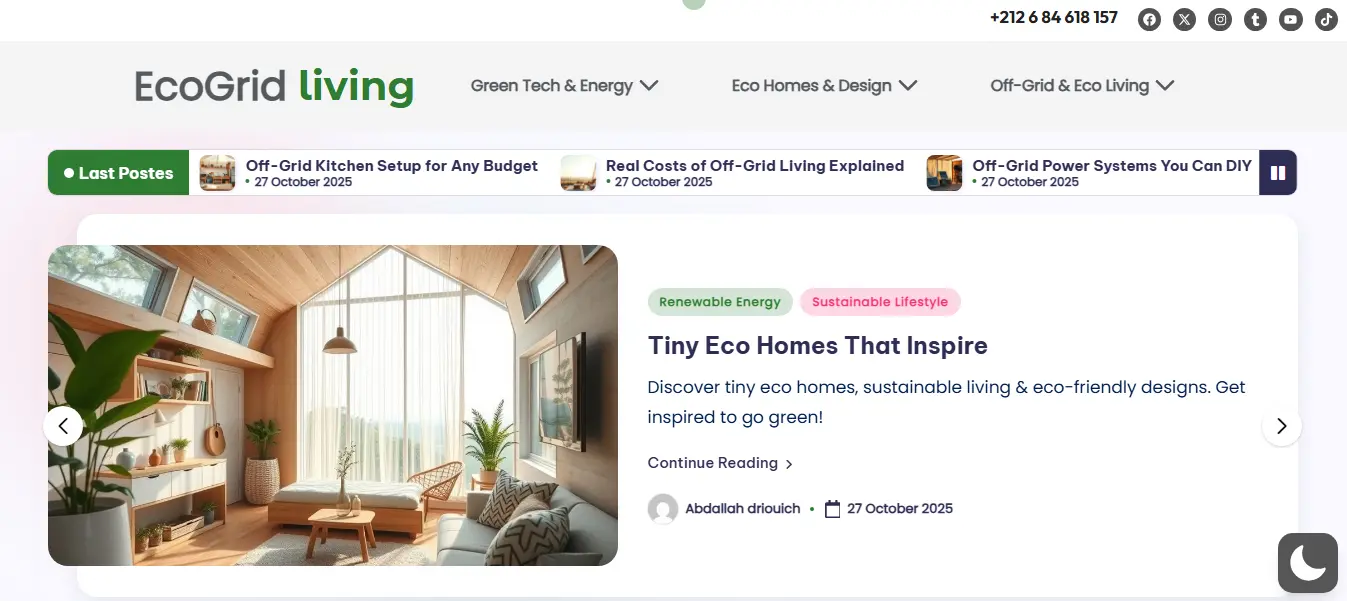 +212 6 84 618 157
EcoGrid living
Green Tech & Energy
Eco Homes & Design
Off-Grid & Eco Living
Last Postes
Off-Grid Kitchen Setup for Any Budget
27 October 2025
Real Costs of Off-Grid Living Explained
27 October 2025
Off-Grid Power Systems You Can DIY
27 October 2025
Renewable Energy
Sustainable Lifestyle
Tiny Eco Homes That Inspire
Discover tiny eco homes, sustainable living & eco-friendly designs. Get
inspired to go green!
Continue Reading
Abdallah driouich • 27 October 2025